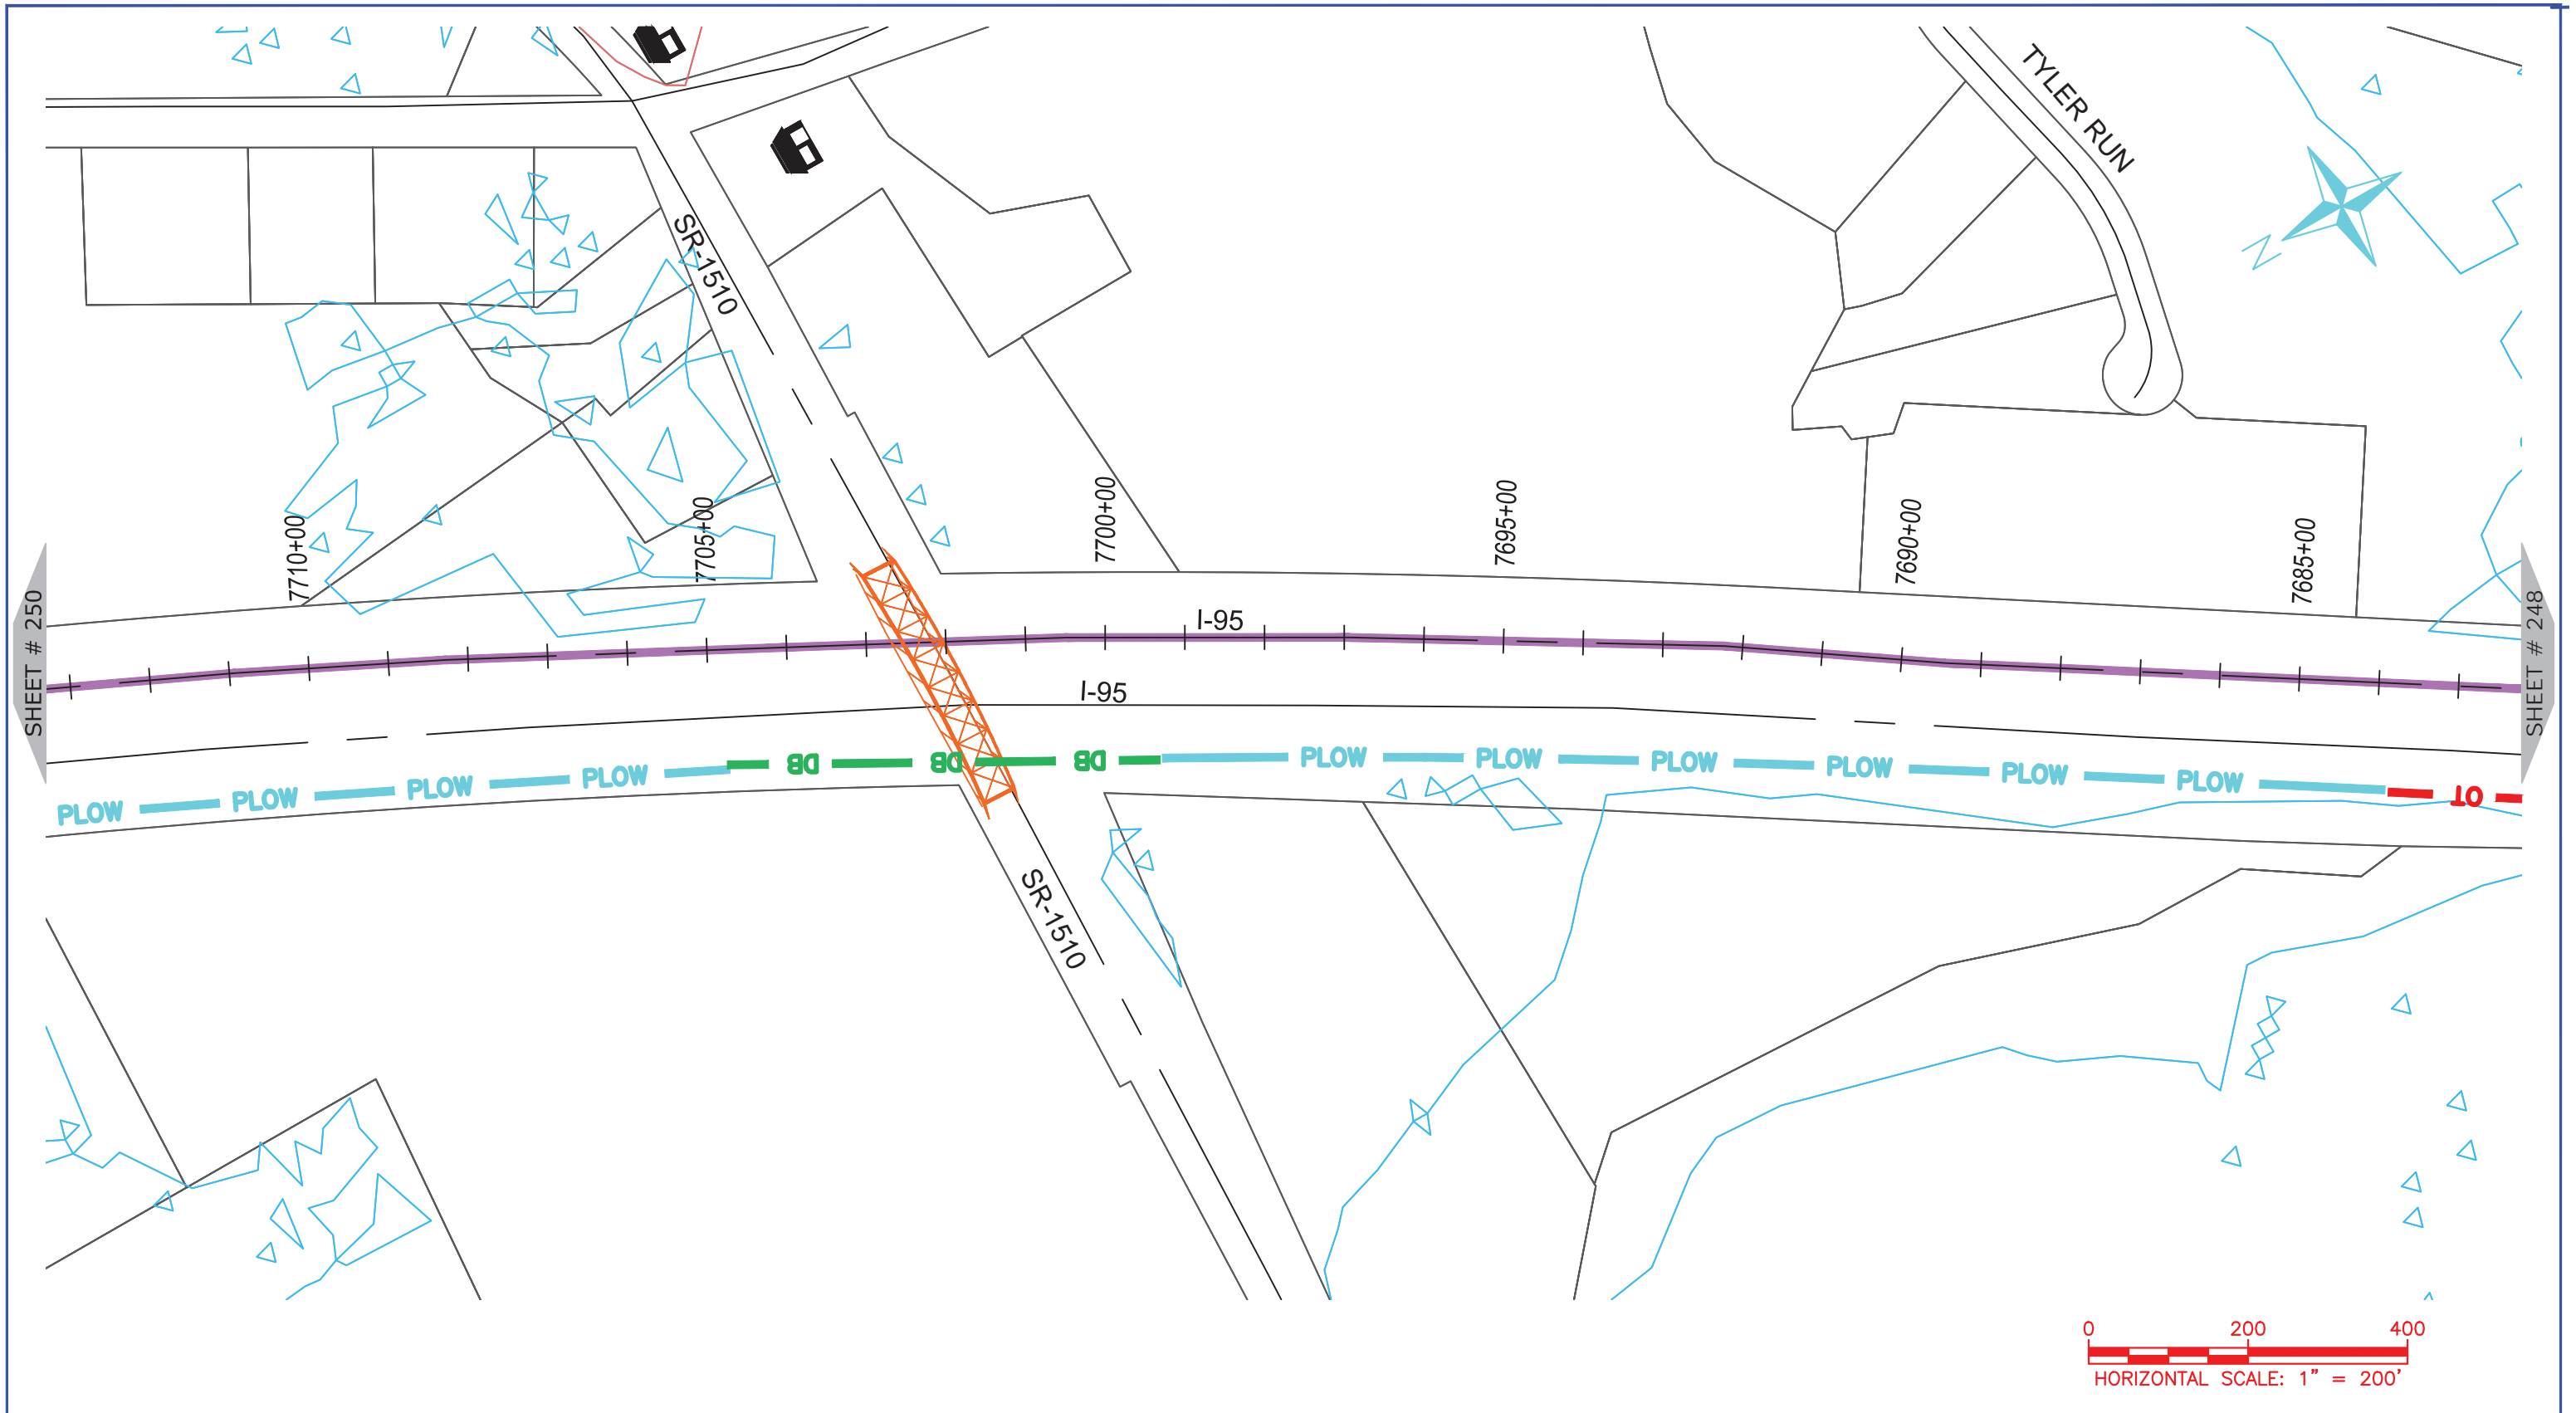 TYLER RUN
N
SR-1510
7710+00
7705+00
7700+00
7695+00
7690+00
7685+00
SHEET # 250
I-95
SHEET # 248
I-95
PLOW
PLOW
PLOW
PLOW
DB
DB
DB
PLOW
PLOW
PLOW
PLOW
PLOW
PLOW
OT
SR-1510
0 200 400
HORIZONTAL SCALE: 1" = 200'